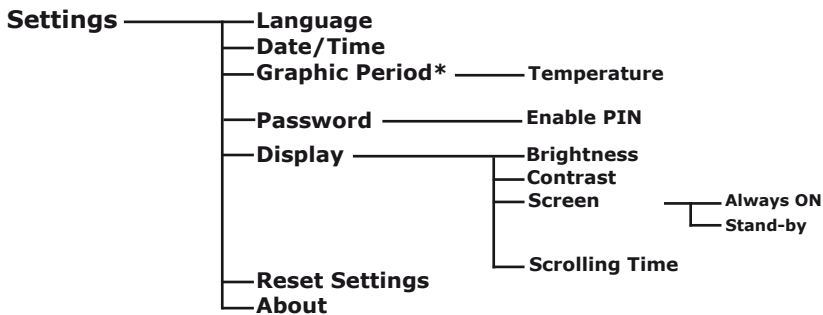 Settings Language
Date/Time
Graphic Period* Temperature
Password Enable PIN
Display Brightness
Contrast
Screen Always ON
Stand-by
Scrolling Time
Reset Settings
About